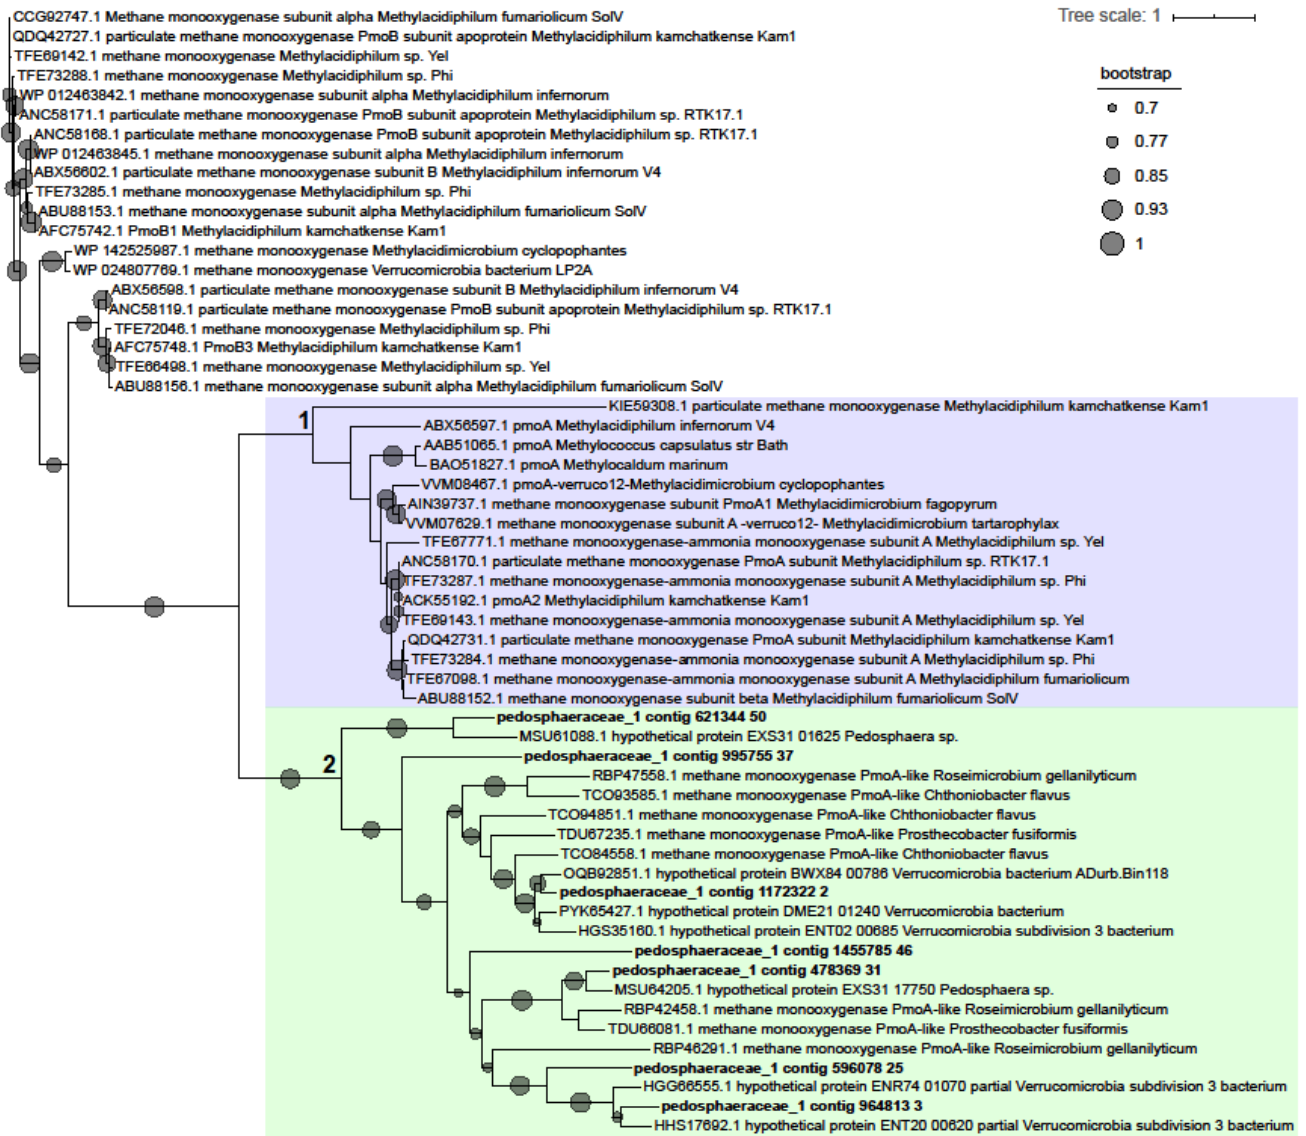 CCG92747.1 Methane monooxygenase subunit alpha Methylacidiphilum fumariolicum SolV
Tree scale: 1
QDQ42727.1 particulate methane monooxygenase PmoB subunit apoprotein Methylacidiphilum kamchatkense Kam1
TFE69142.1 methane monooxygenase Methylacidiphilum sp. Yel
TFE73288.1 methane monooxygenase Methylacidiphilum sp. Phi
bootstrap
WP 012463842.1 methane monooxygenase subunit alpha Methylacidiphilum infernorum
0.7
ANC58171.1 particulate methane monooxygenase PmoB subunit apoprotein Methylacidiphilum sp. RTK17.1
ANC58168.1 particulate methane monooxygenase PmoB subunit apoprotein Methylacidiphilum sp. RTK17.1
0.77
WP 012463845.1 methane monooxygenase subunit alpha Methylacidiphilum infernorum
ABX56602.1 particulate methane monooxygenase subunit B Methylacidiphilum infernorum V4
0.85
TFE73285.1 methane monooxygenase Methylacidiphilum sp. Phi
ABU88153.1 methane monooxygenase subunit alpha Methylacidiphilum fumariolicum SolV
0.93
AFC75742.1 PmoB1 Methylacidiphilum kamchatkense Kam1
1
WP 142525987.1 methane monooxygenase Methylacidimicrobium cyclopophantes
WP 024807769.1 methane monooxygenase Verrucomicrobia bacterium LP2A
ABX56598.1 particulate methane monooxygenase subunit B Methylacidiphilum infernorum V4
ANC58119.1 particulate methane monooxygenase PmoB subunit apoprotein Methylacidiphilum sp. RTK17.1
TFE72046.1 methane monooxygenase Methylacidiphilum sp. Phi
AFC75748.1 PmoB3 Methylacidiphilum kamchatkense Kam1
TFE66498.1 methane monooxygenase Methylacidiphilum sp. Yel
ABU88156.1 methane monooxygenase subunit alpha Methylacidiphilum fumariolicum SolV
1
KIE59308.1 particulate methane monooxygenase Methylacidiphilum kamchatkense Kam1
ABX56597.1 pmoA Methylacidiphilum infernorum V4
AAB51065.1 pmoA Methylococcus capsulatus str Bath
BAO51827.1 pmoA Methylocaldum marinum
VVM08467.1 pmoA-verruco12-Methylacidimicrobium cyclopophantes
AIN39737.1 methane monooxygenase subunit PmoA1 Methylacidimicrobium fagopyrum
VVM07629.1 methane monooxygenase subunit A -verruco12- Methylacidimicrobium tartarophylax
TFE67771.1 methane monooxygenase-ammonia monooxygenase subunit A Methylacidiphilum sp. Yel
ANC58170.1 particulate methane monooxygenase PmoA subunit Methylacidiphilum sp. RTK17.1
TFE73287.1 methane monooxygenase-ammonia monooxygenase subunit A Methylacidiphilum sp. Phi
ACK55192.1 pmoA2 Methylacidiphilum kamchatkense Kam1
TFE69143.1 methane monooxygenase-ammonia monooxygenase subunit A Methylacidiphilum sp. Yel
QDQ42731.1 particulate methane monooxygenase PmoA subunit Methylacidiphilum kamchatkense Kam1
TFE73284.1 methane monooxygenase-ammonia monooxygenase subunit A Methylacidiphilum sp. Phi
TFE67098.1 methane monooxygenase-ammonia monooxygenase subunit A Methylacidiphilum fumariolicum
ABU88152.1 methane monooxygenase subunit beta Methylacidiphilum fumariolicum SolV
pedosphaeraceae_1 contig 621344 50
MSU61088.1 hypothetical protein EXS31 01625 Pedosphaera sp.
pedosphaeraceae_1 contig 995755 37
2
RBP47558.1 methane monooxygenase PmoA-like Roseimicrobium gellanilyticum
TCO93585.1 methane monooxygenase PmoA-like Chthoniobacter flavus
TCO94851.1 methane monooxygenase PmoA-like Chthoniobacter flavus
TDU67235.1 methane monooxygenase PmoA-like Prosthecobacter fusiformis
TCO84558.1 methane monooxygenase PmoA-like Chthoniobacter flavus
OQB92851.1 hypothetical protein BWX84 00786 Verrucomicrobia bacterium ADurb.Bin118
pedosphaeraceae_1 contig 1172322 2
PYK65427.1 hypothetical protein DME21 01240 Verrucomicrobia bacterium
HGS35160.1 hypothetical protein ENT02 00685 Verrucomicrobia subdivision 3 bacterium
pedosphaeraceae_1 contig 1455785 46
pedosphaeraceae_1 contig 478369 31
MSU64205.1 hypothetical protein EXS31 17750 Pedosphaera sp.
RBP42458.1 methane monooxygenase PmoA-like Roseimicrobium gellanilyticum
TDU66081.1 methane monooxygenase PmoA-like Prosthecobacter fusiformis
RBP46291.1 methane monooxygenase PmoA-like Roseimicrobium gellanilyticum
pedosphaeraceae_1 contig 596078 25
HGG66555.1 hypothetical protein ENR74 01070 partial Verrucomicrobia subdivision 3 bacterium
pedosphaeraceae_1 contig 964813 3
HHS17692.1 hypothetical protein ENT20 00620 partial Verrucomicrobia subdivision 3 bacterium